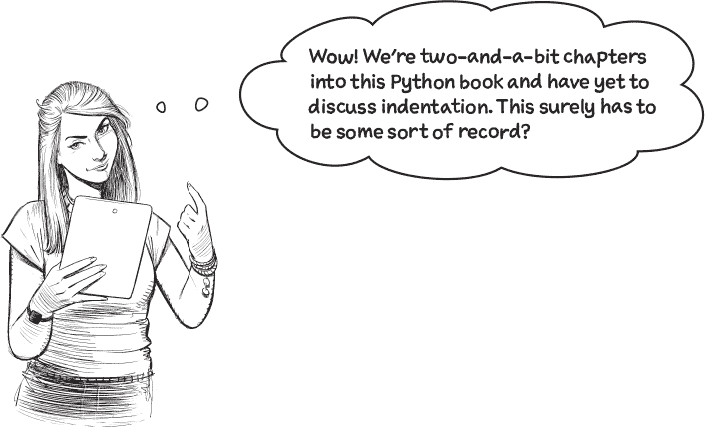 Wow! We're two-and-a-bit chapters
into this Python book and have yet to
discuss indentation. This surely has to
be some sort of record?